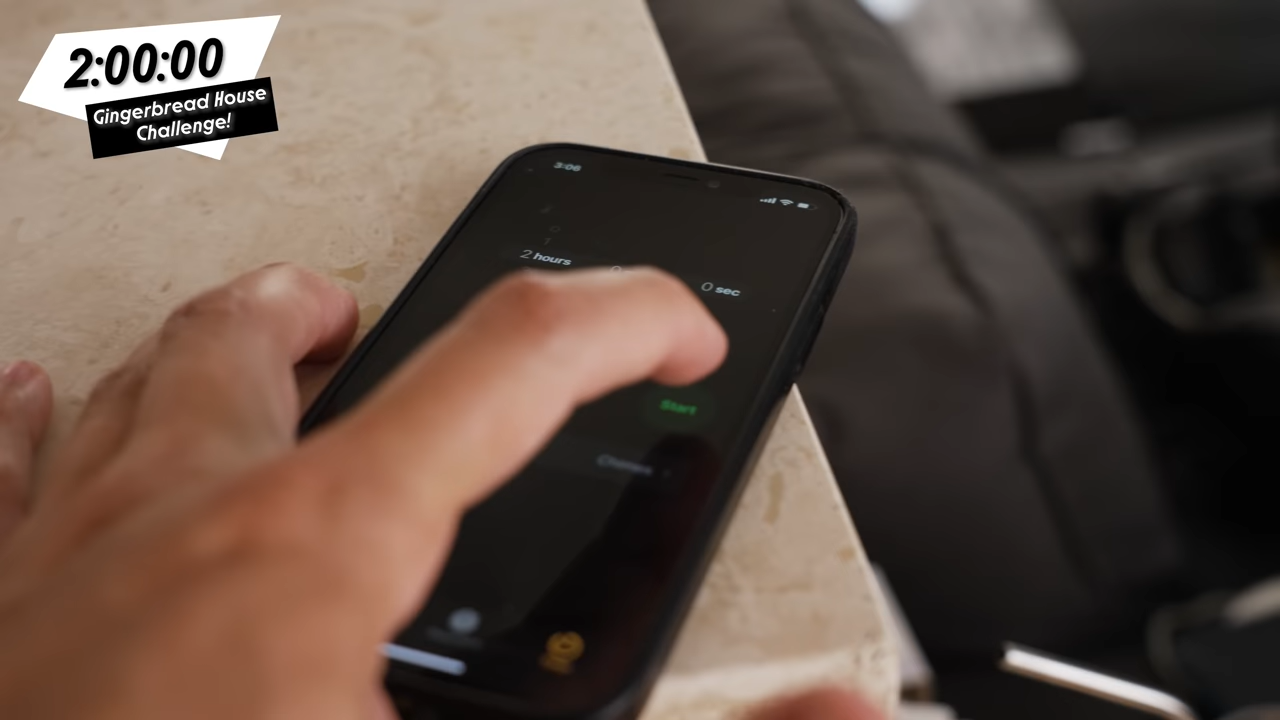 2:00:00
Gingerbread House
Challenge!
3:06
2 hours
0 sec
Start